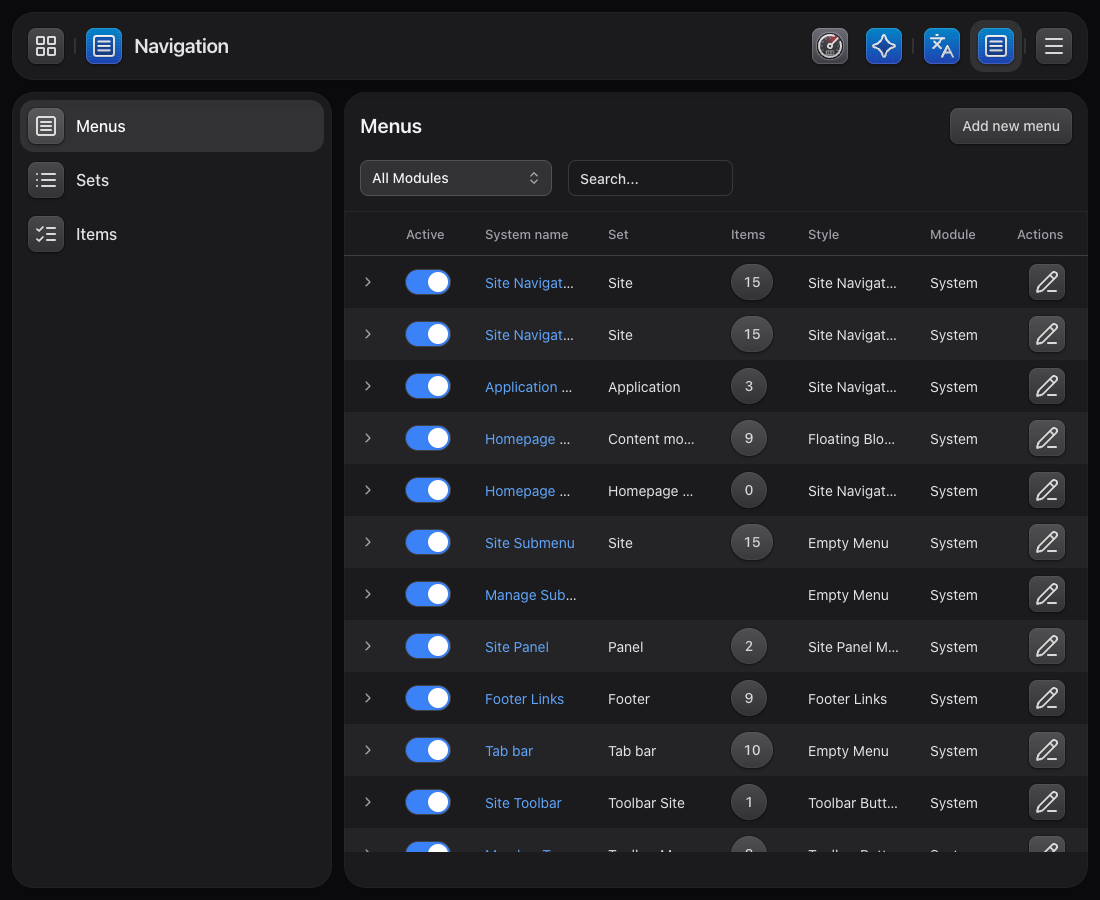 Navigation
Menus
Sets
Items
Menus
Add new menu
All Modules
Search...
Active System name Set Items Style Module Actions
Site Navigat... Site 15 Site Navigat... System
Site Navigat... Site 15 Site Navigat... System
Application ... Application 3 Site Navigat... System
Homepage ... Content mo... 9 Floating Blo... System
Homepage ... Homepage ... 0 Site Navigat... System
Site Submenu Site 15 Empty Menu System
Manage Sub... Empty Menu System
Site Panel Panel 2 Site Panel M... System
Footer Links Footer 9 Footer Links System
Tab bar Tab bar 10 Empty Menu System
Site Toolbar Toolbar Site 1 Toolbar Butt... System